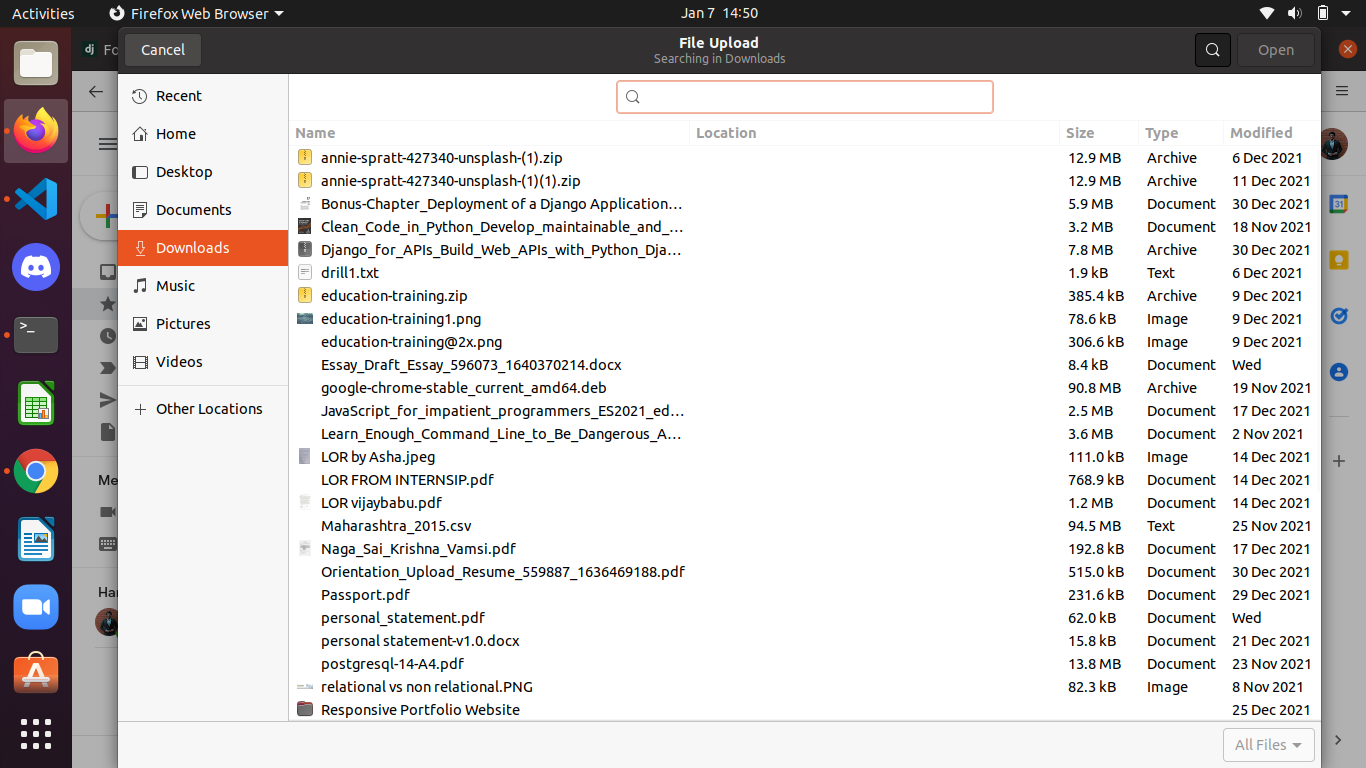 Activities Firefox Web Browser Jan 7 14:50
dj Fo
Cancel File Upload Open
Searching in Downloads
Recent
Home
Desktop
Documents
Downloads
Music
Pictures
Videos
Other Locations
Name Location Size Type Modified
annie-spratt-427340-unsplash-(1).zip 12.9 MB Archive 6 Dec 2021
annie-spratt-427340-unsplash-(1)(1).zip 12.9 MB Archive 11 Dec 2021
Bonus-Chapter_Deployment of a Django Application… 5.9 MB Document 30 Dec 2021
Clean_Code_in_Python_Develop_maintainable_and_… 3.2 MB Document 18 Nov 2021
Django_for_APIs_Build_Web_APIs_with_Python_Dja… 7.8 MB Archive 30 Dec 2021
drill1.txt 1.9 kB Text 6 Dec 2021
education-training.zip 385.4 kB Archive 9 Dec 2021
education-training1.png 78.6 kB Image 9 Dec 2021
education-training@2x.png 306.6 kB Image 9 Dec 2021
Essay_Draft_Essay_596073_1640370214.docx 8.4 kB Document Wed
google-chrome-stable_current_amd64.deb 90.8 MB Archive 19 Nov 2021
JavaScript_for_impatient_programmers_ES2021_ed… 2.5 MB Document 17 Dec 2021
Learn_Enough_Command_Line_to_Be_Dangerous_A… 3.6 MB Document 2 Nov 2021
LOR by Asha.jpeg 111.0 kB Image 14 Dec 2021
LOR FROM INTERNSIP.pdf 768.9 kB Document 14 Dec 2021
LOR vijaybabu.pdf 1.2 MB Document 14 Dec 2021
Maharashtra_2015.csv 94.5 MB Text 25 Nov 2021
Naga_Sai_Krishna_Vamsi.pdf 192.8 kB Document 17 Dec 2021
Orientation_Upload_Resume_559887_1636469188.pdf 515.0 kB Document 30 Dec 2021
Passport.pdf 231.6 kB Document 29 Dec 2021
personal_statement.pdf 62.0 kB Document Wed
personal statement-v1.0.docx 15.8 kB Document 21 Dec 2021
postgresql-14-A4.pdf 13.8 MB Document 23 Nov 2021
relational vs non relational.PNG 82.3 kB Image 8 Nov 2021
Responsive Portfolio Website 25 Dec 2021
All Files
Me
Han
31